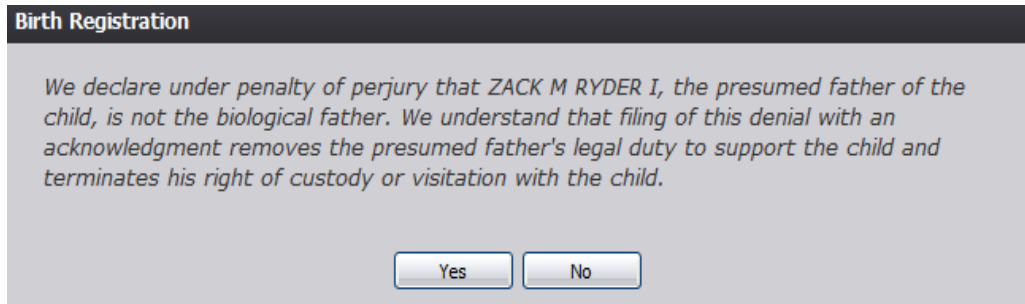 Birth Registration
We declare under penalty of perjury that ZACK M RYDER I, the presumed father of the
child, is not the biological father. We understand that filing of this denial with an
acknowledgment removes the presumed father's legal duty to support the child and
terminates his right of custody or visitation with the child.
Yes No